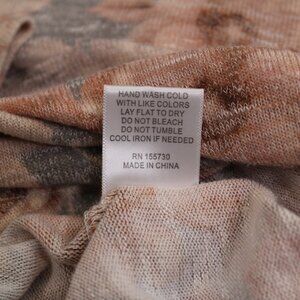 HAND WASH COLD
WITH LIKE COLORS
LAY FLAT TO DRY
DO NOT BLEACH
DO NOT TUMBLE
COOL IRON IF NEEDED
RN 155730
MADE IN CHINA